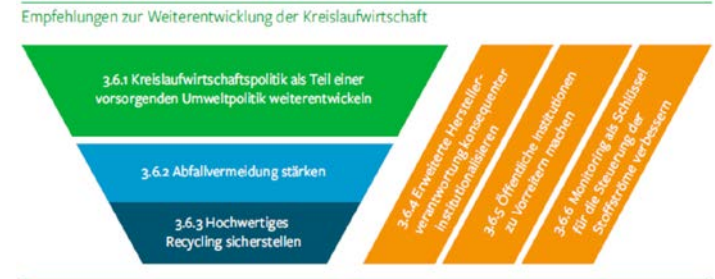 Empfehlungen zur Weiterentwicklung der Kreislaufwirtschaft
3.6.1 Kreislaufwirtschaftspolitik als Teil einer
vorsorgenden Umweltpolitik weiterentwickeln
3.6.2 Abfallvermeidung stärken
3.6.3 Hochwertiges
Recycling sicherstellen
3.6.4 Erweiterte Hersteller-
verantwortung konsequenter
institutionalisieren
3.6.5 Öffentliche Institutionen
zu Vorreitern machen
3.6.6 Monitoring als Schlüssel
für die Steuerung der
Stoffströme verbessern